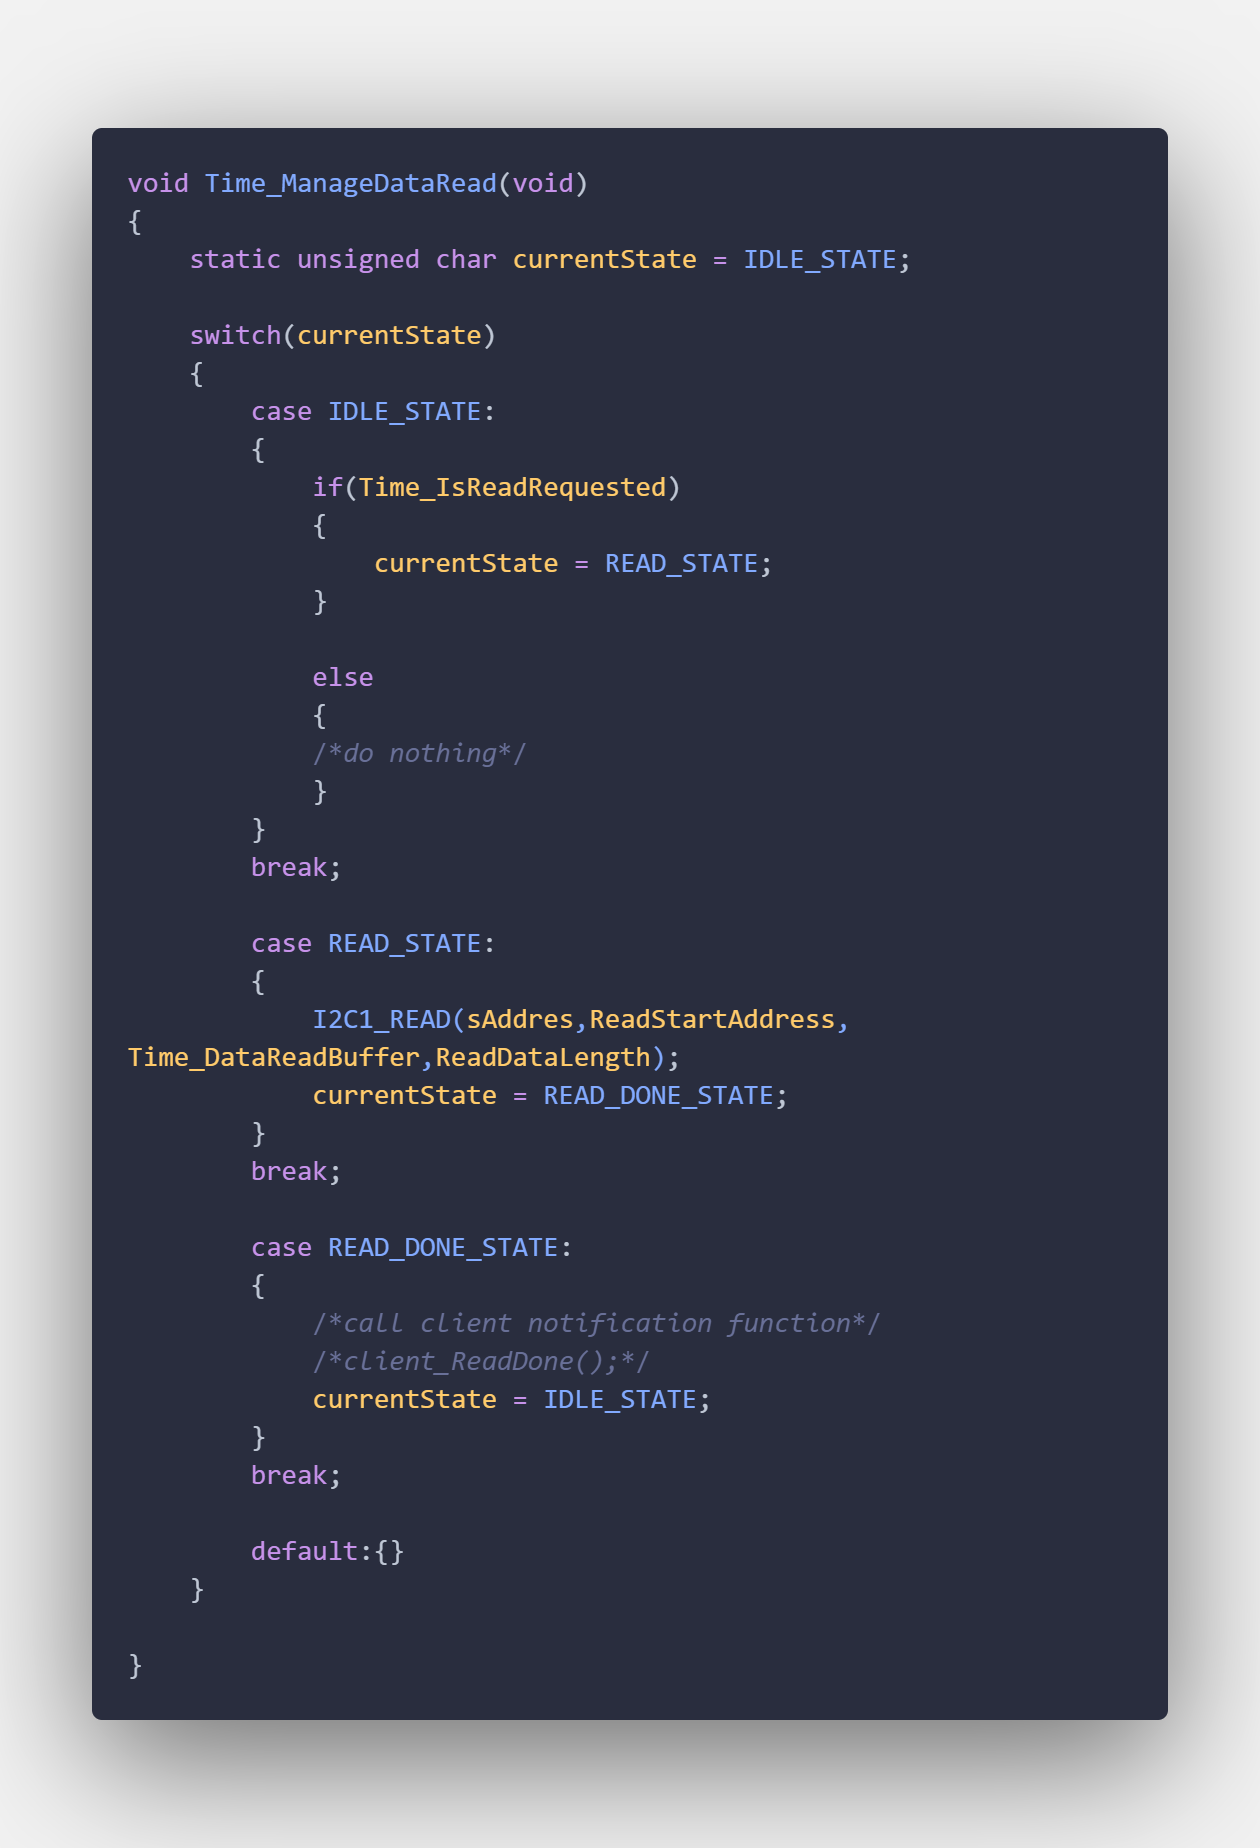 void Time_ManageDataRead(void)
{
    static unsigned char currentState = IDLE_STATE;

    switch(currentState)
    {
        case IDLE_STATE:
        {
            if(Time_IsReadRequested)
            {
                currentState = READ_STATE;
            }

            else
            {
            /*do nothing*/
            }
        }
        break;

        case READ_STATE:
        {
            I2C1_READ(sAddres,ReadStartAddress,
Time_DataReadBuffer,ReadDataLength);
            currentState = READ_DONE_STATE;
        }
        break;

        case READ_DONE_STATE:
        {
            /*call client notification function*/
            /*client_ReadDone();*/
            currentState = IDLE_STATE;
        }
        break;

        default:{}
    }

}